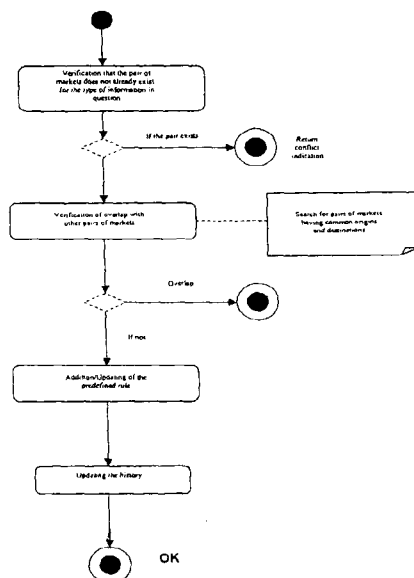 Verification that the pair of
markets does not already exist
for the type of information in
question
If the pair exists
Return
conflict
indication
Verification of overlap with
other pairs of markets
Search for pairs of markets
having common origins
and destinations
Overlap
If not
Addition/Updating of the
predefined rule
Updating the history
OK